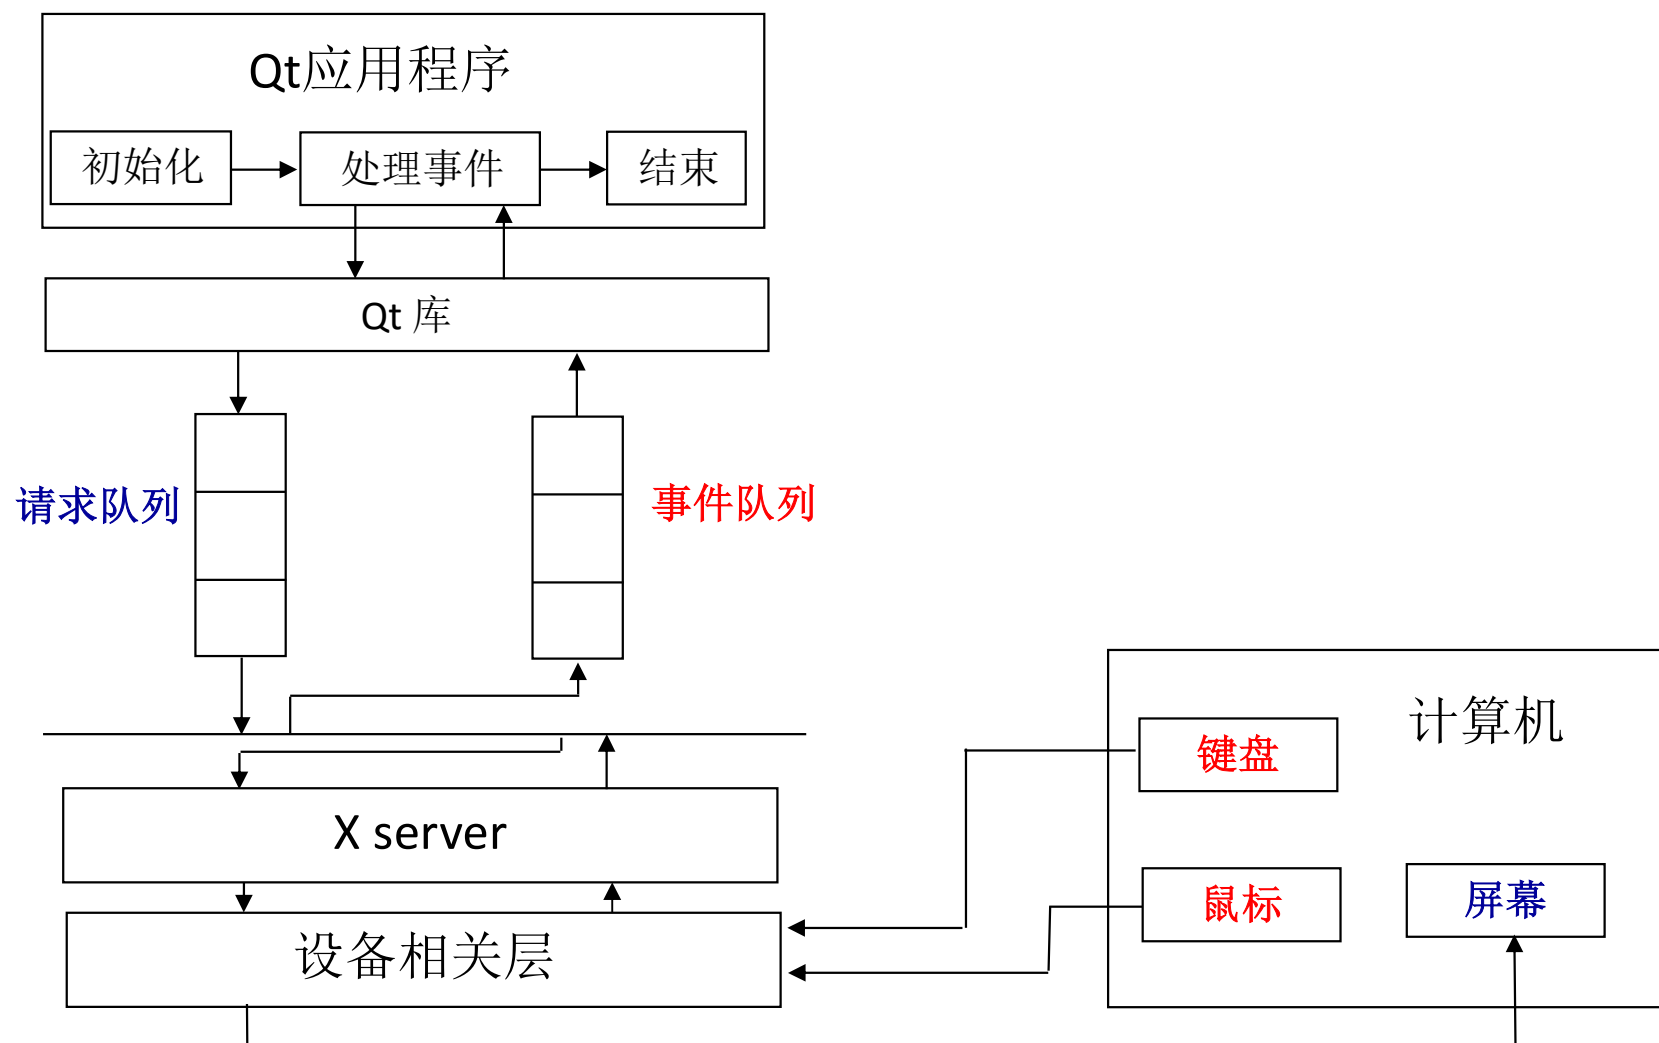 Qt应用程序
初始化
处理事件
结束
Qt 库
请求队列
事件队列
计算机
键盘
X server
鼠标
屏幕
设备相关层